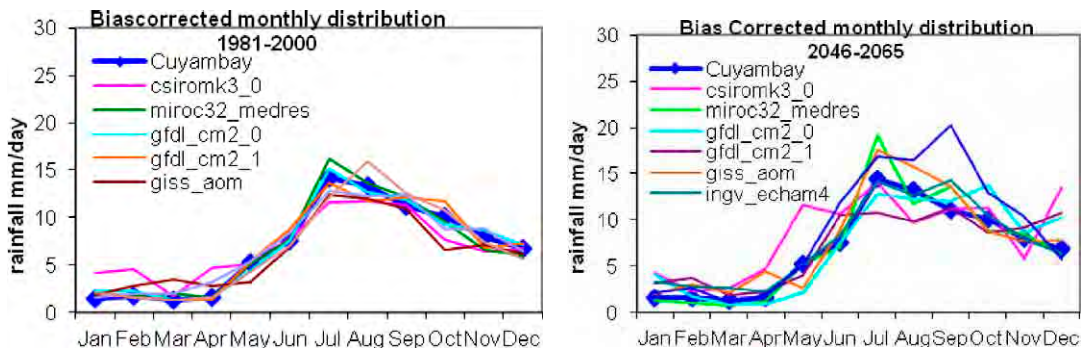 Biascorrected monthly distribution
1981-2000
30
25
20
15
10
5
0
rainfall mm/day
Cuyambay
csiromk3_0
miroc32_medres
gfdl_cm2_0
gfdl_cm2_1
giss_aom
Jan Feb Mar Apr May Jun Jul Aug Sep Oct Nov Dec
Bias Corrected monthly distribution
2046-2065
30
25
20
15
10
5
0
rainfall mm/day
Cuyambay
csiromk3_0
miroc32_medres
gfdl_cm2_0
gfdl_cm2_1
giss_aom
ingv_echam4
Jan Feb Mar Apr May Jun Jul Aug Sep Oct Nov Dec